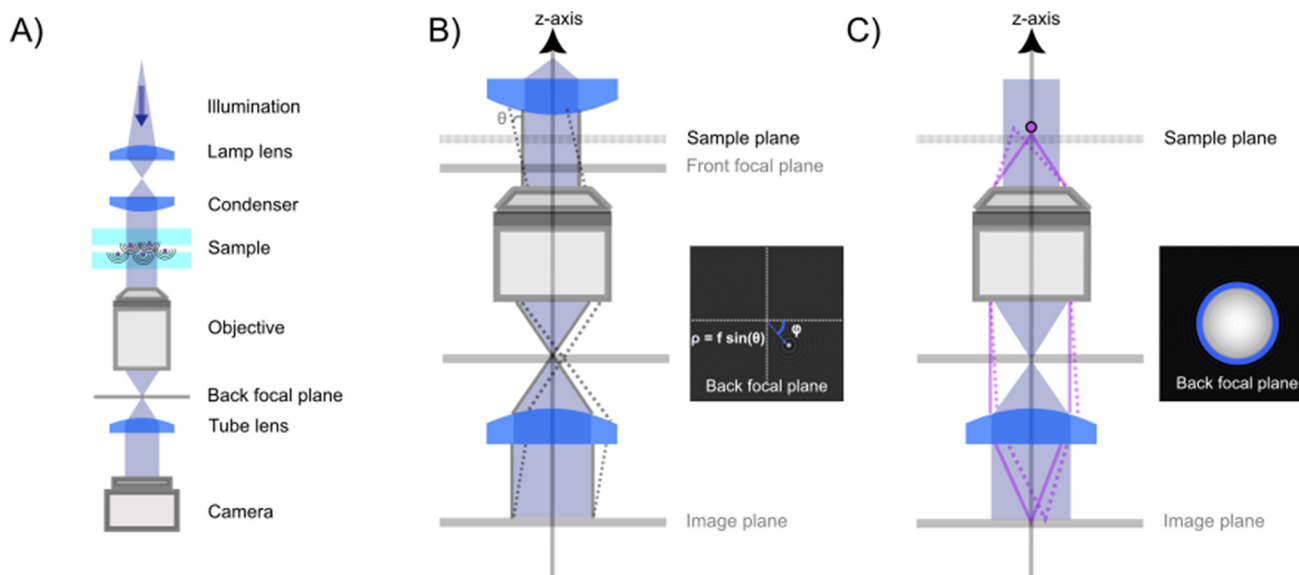 A)
Illumination
Lamp lens
Condenser
Sample
Objective
Back focal plane
Tube lens
Camera
B)
z-axis
θ
Sample plane
Front focal plane
ρ = f sin(θ)
φ
Back focal plane
Image plane
C)
z-axis
Sample plane
Back focal plane
Image plane